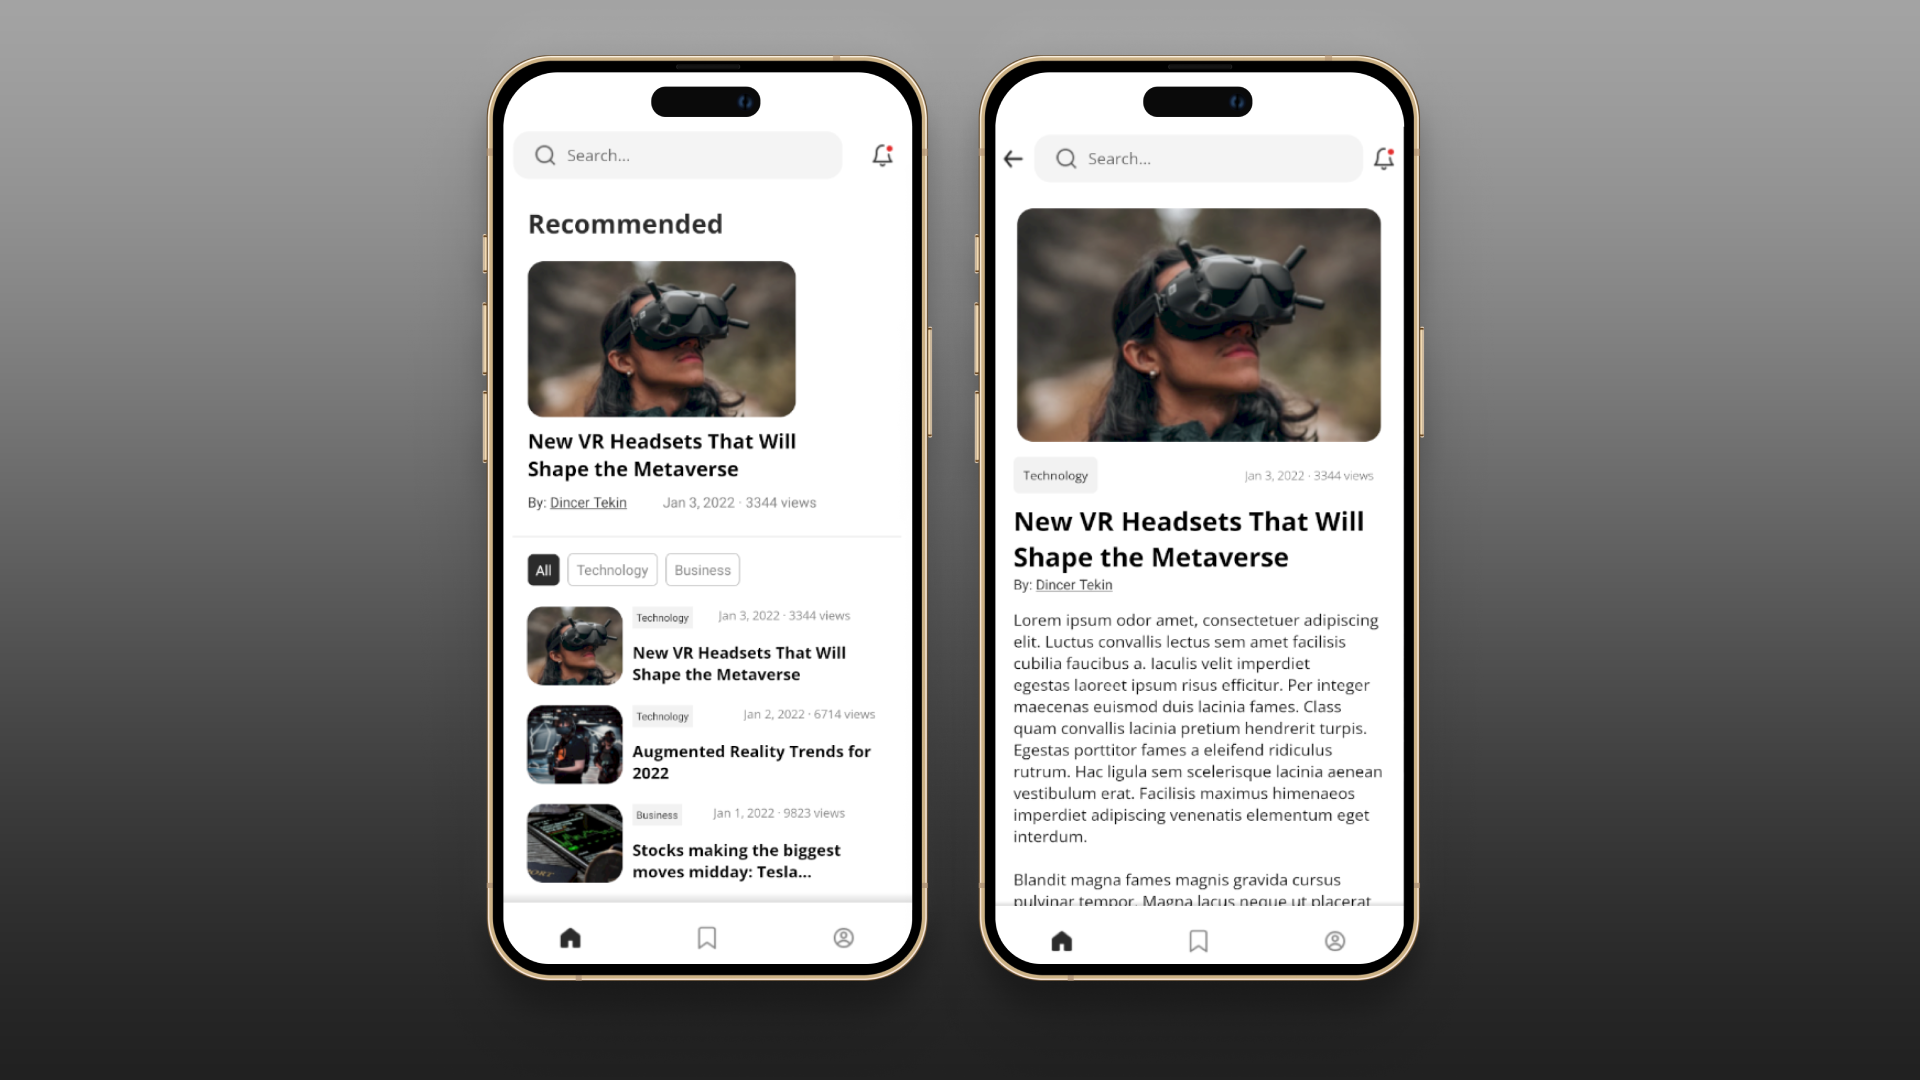 Search...
Recommended
New VR Headsets That Will
Shape the Metaverse
By: Dincer Tekin
Jan 3, 2022 · 3344 views
All
Technology
Business
Technology
Jan 3, 2022 · 3344 views
New VR Headsets That Will
Shape the Metaverse
Technology
Jan 2, 2022 · 6714 views
Augmented Reality Trends for
2022
Business
Jan 1, 2022 · 9823 views
Stocks making the biggest
moves midday: Tesla...
Search...
Technology
Jan 3, 2022 · 3344 views
New VR Headsets That Will
Shape the Metaverse
By: Dincer Tekin
Lorem ipsum odor amet, consectetuer adipiscing
elit. Luctus convallis lectus sem amet facilisis
cubilia faucibus a. Iaculis velit imperdiet
egestas laoreet ipsum risus efficitur. Per integer
maecenas euismod duis lacinia fames. Class
quam convallis lacinia pretium hendrerit turpis.
Egestas porttitor fames a eleifend ridiculus
rutrum. Hac ligula sem scelerisque lacinia aenean
vestibulum erat. Facilisis maximus himenaeos
imperdiet adipiscing venenatis elementum eget
interdum.
Blandit magna fames magnis gravida cursus
pulvinar tempor. Magna lacus neque ut placerat